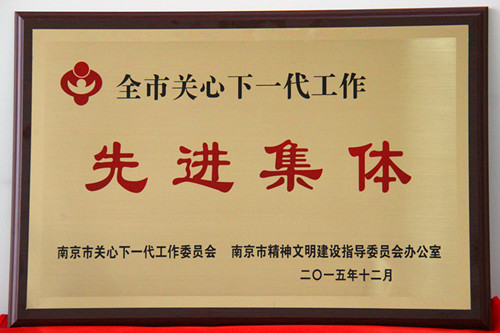 全市关心下一代工作
先进集体
南京市关心下一代工作委员会 南京市精神文明建设指导委员会办公室
二〇一五年十二月